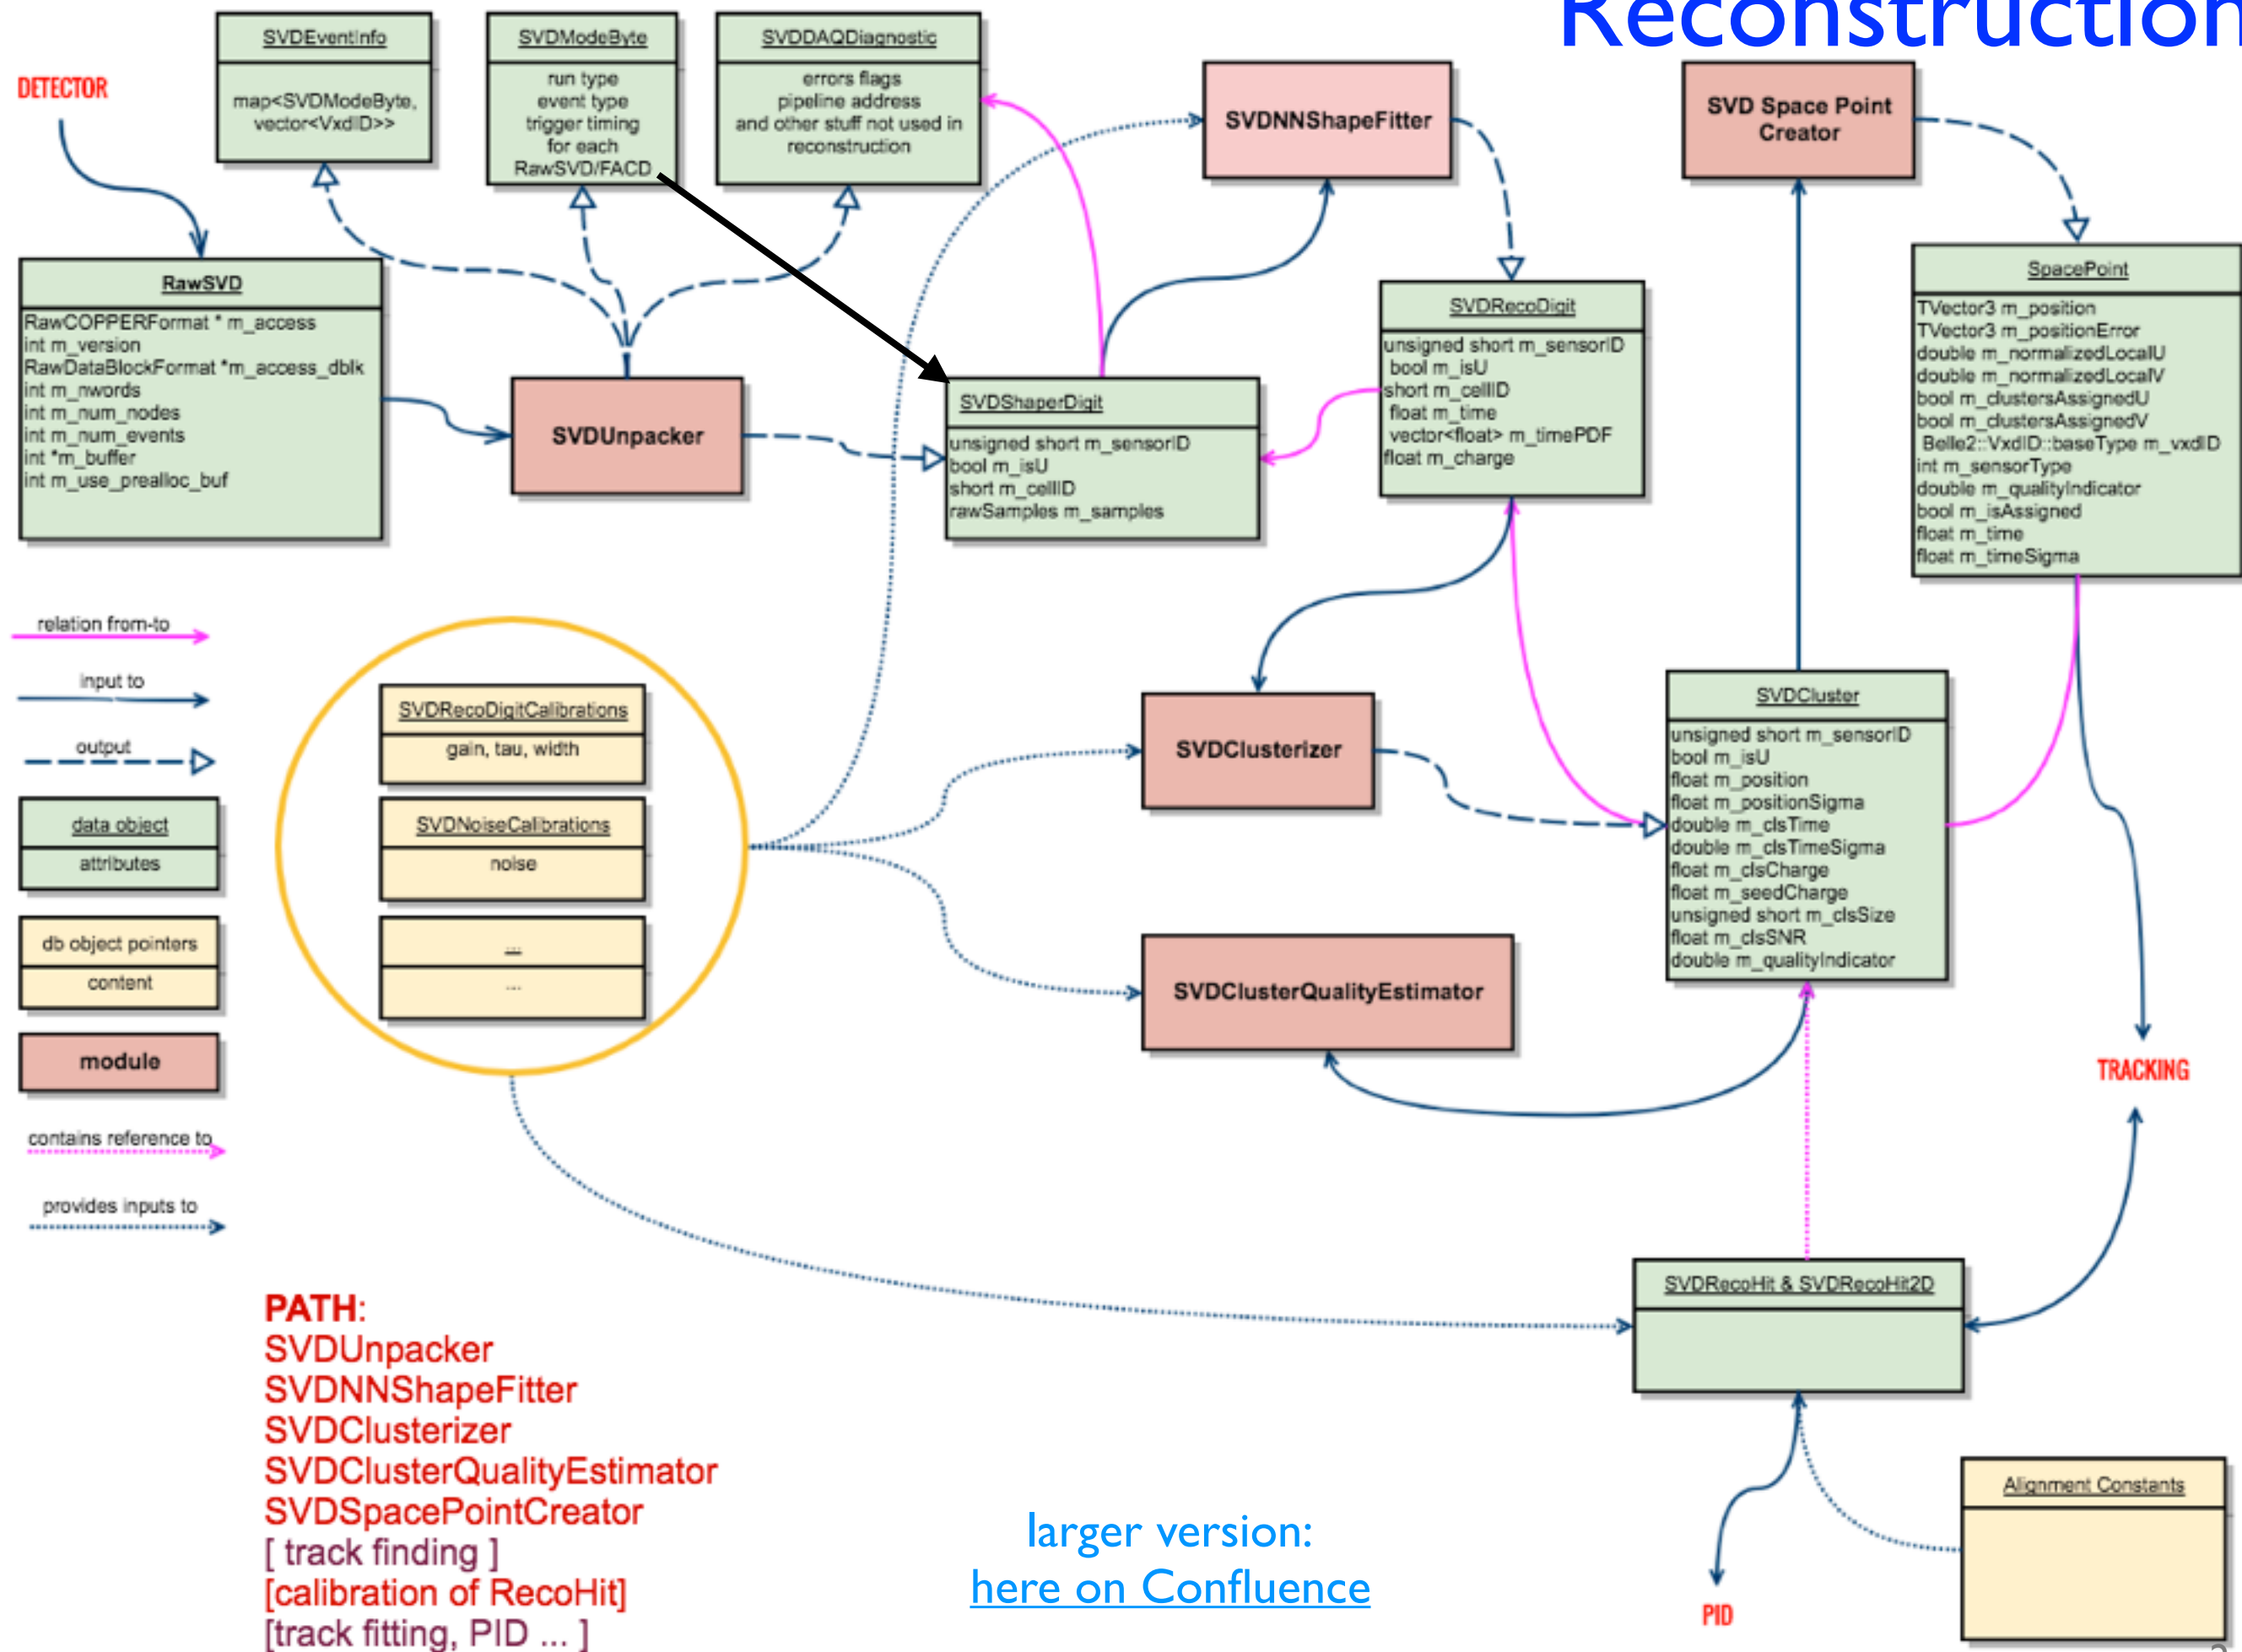 Reconstruction
DETECTOR
SVDEventInfo
map<SVDModeByte,
vector<VxdID>>
SVDModeByte
run type
event type
trigger timing
for each
RawSVD/FACD
SVDDAQDiagnostic
errors flags
pipeline address
and other stuff not used in
reconstruction
SVDNNShapeFitter
SVD Space Point
Creator
RawSVD
RawCOPPERFormat * m_access
int m_version
RawDataBlockFormat *m_access_dblk
int m_nwords
int m_num_nodes
int m_num_events
int *m_buffer
int m_use_prealloc_buf
SVDUnpacker
SVDShaperDigit
unsigned short m_sensorID
bool m_isU
short m_cellID
rawSamples m_samples
SVDRecoDigit
unsigned short m_sensorID
bool m_isU
short m_cellID
float m_time
vector<float> m_timePDF
float m_charge
SpacePoint
TVector3 m_position
TVector3 m_positionError
double m_normalizedLocalU
double m_normalizedLocalV
bool m_clustersAssignedU
bool m_clustersAssignedV
Belle2::VxdID::baseType m_vxdID
int m_sensorType
double m_qualityIndicator
bool m_isAssigned
float m_time
float m_timeSigma
relation from-to
input to
output
data object
attributes
db object pointers
content
module
contains reference to
provides inputs to
SVDRecoDigitCalibrations
gain, tau, width
SVDNoiseCalibrations
noise
...
...
SVDClusterizer
SVDClusterQualityEstimator
SVDCluster
unsigned short m_sensorID
bool m_isU
float m_position
float m_positionSigma
double m_clsTime
double m_clsTimeSigma
float m_clsCharge
float m_seedCharge
unsigned short m_clsSize
float m_clsSNR
double m_qualityIndicator
TRACKING
SVDRecoHit & SVDRecoHit2D
Alignment Constants
PID
PATH:
SVDUnpacker
SVDNNShapeFitter
SVDClusterizer
SVDClusterQualityEstimator
SVDSpacePointCreator
[ track finding ]
[calibration of RecoHit]
[track fitting, PID ... ]
larger version:
here on Confluence